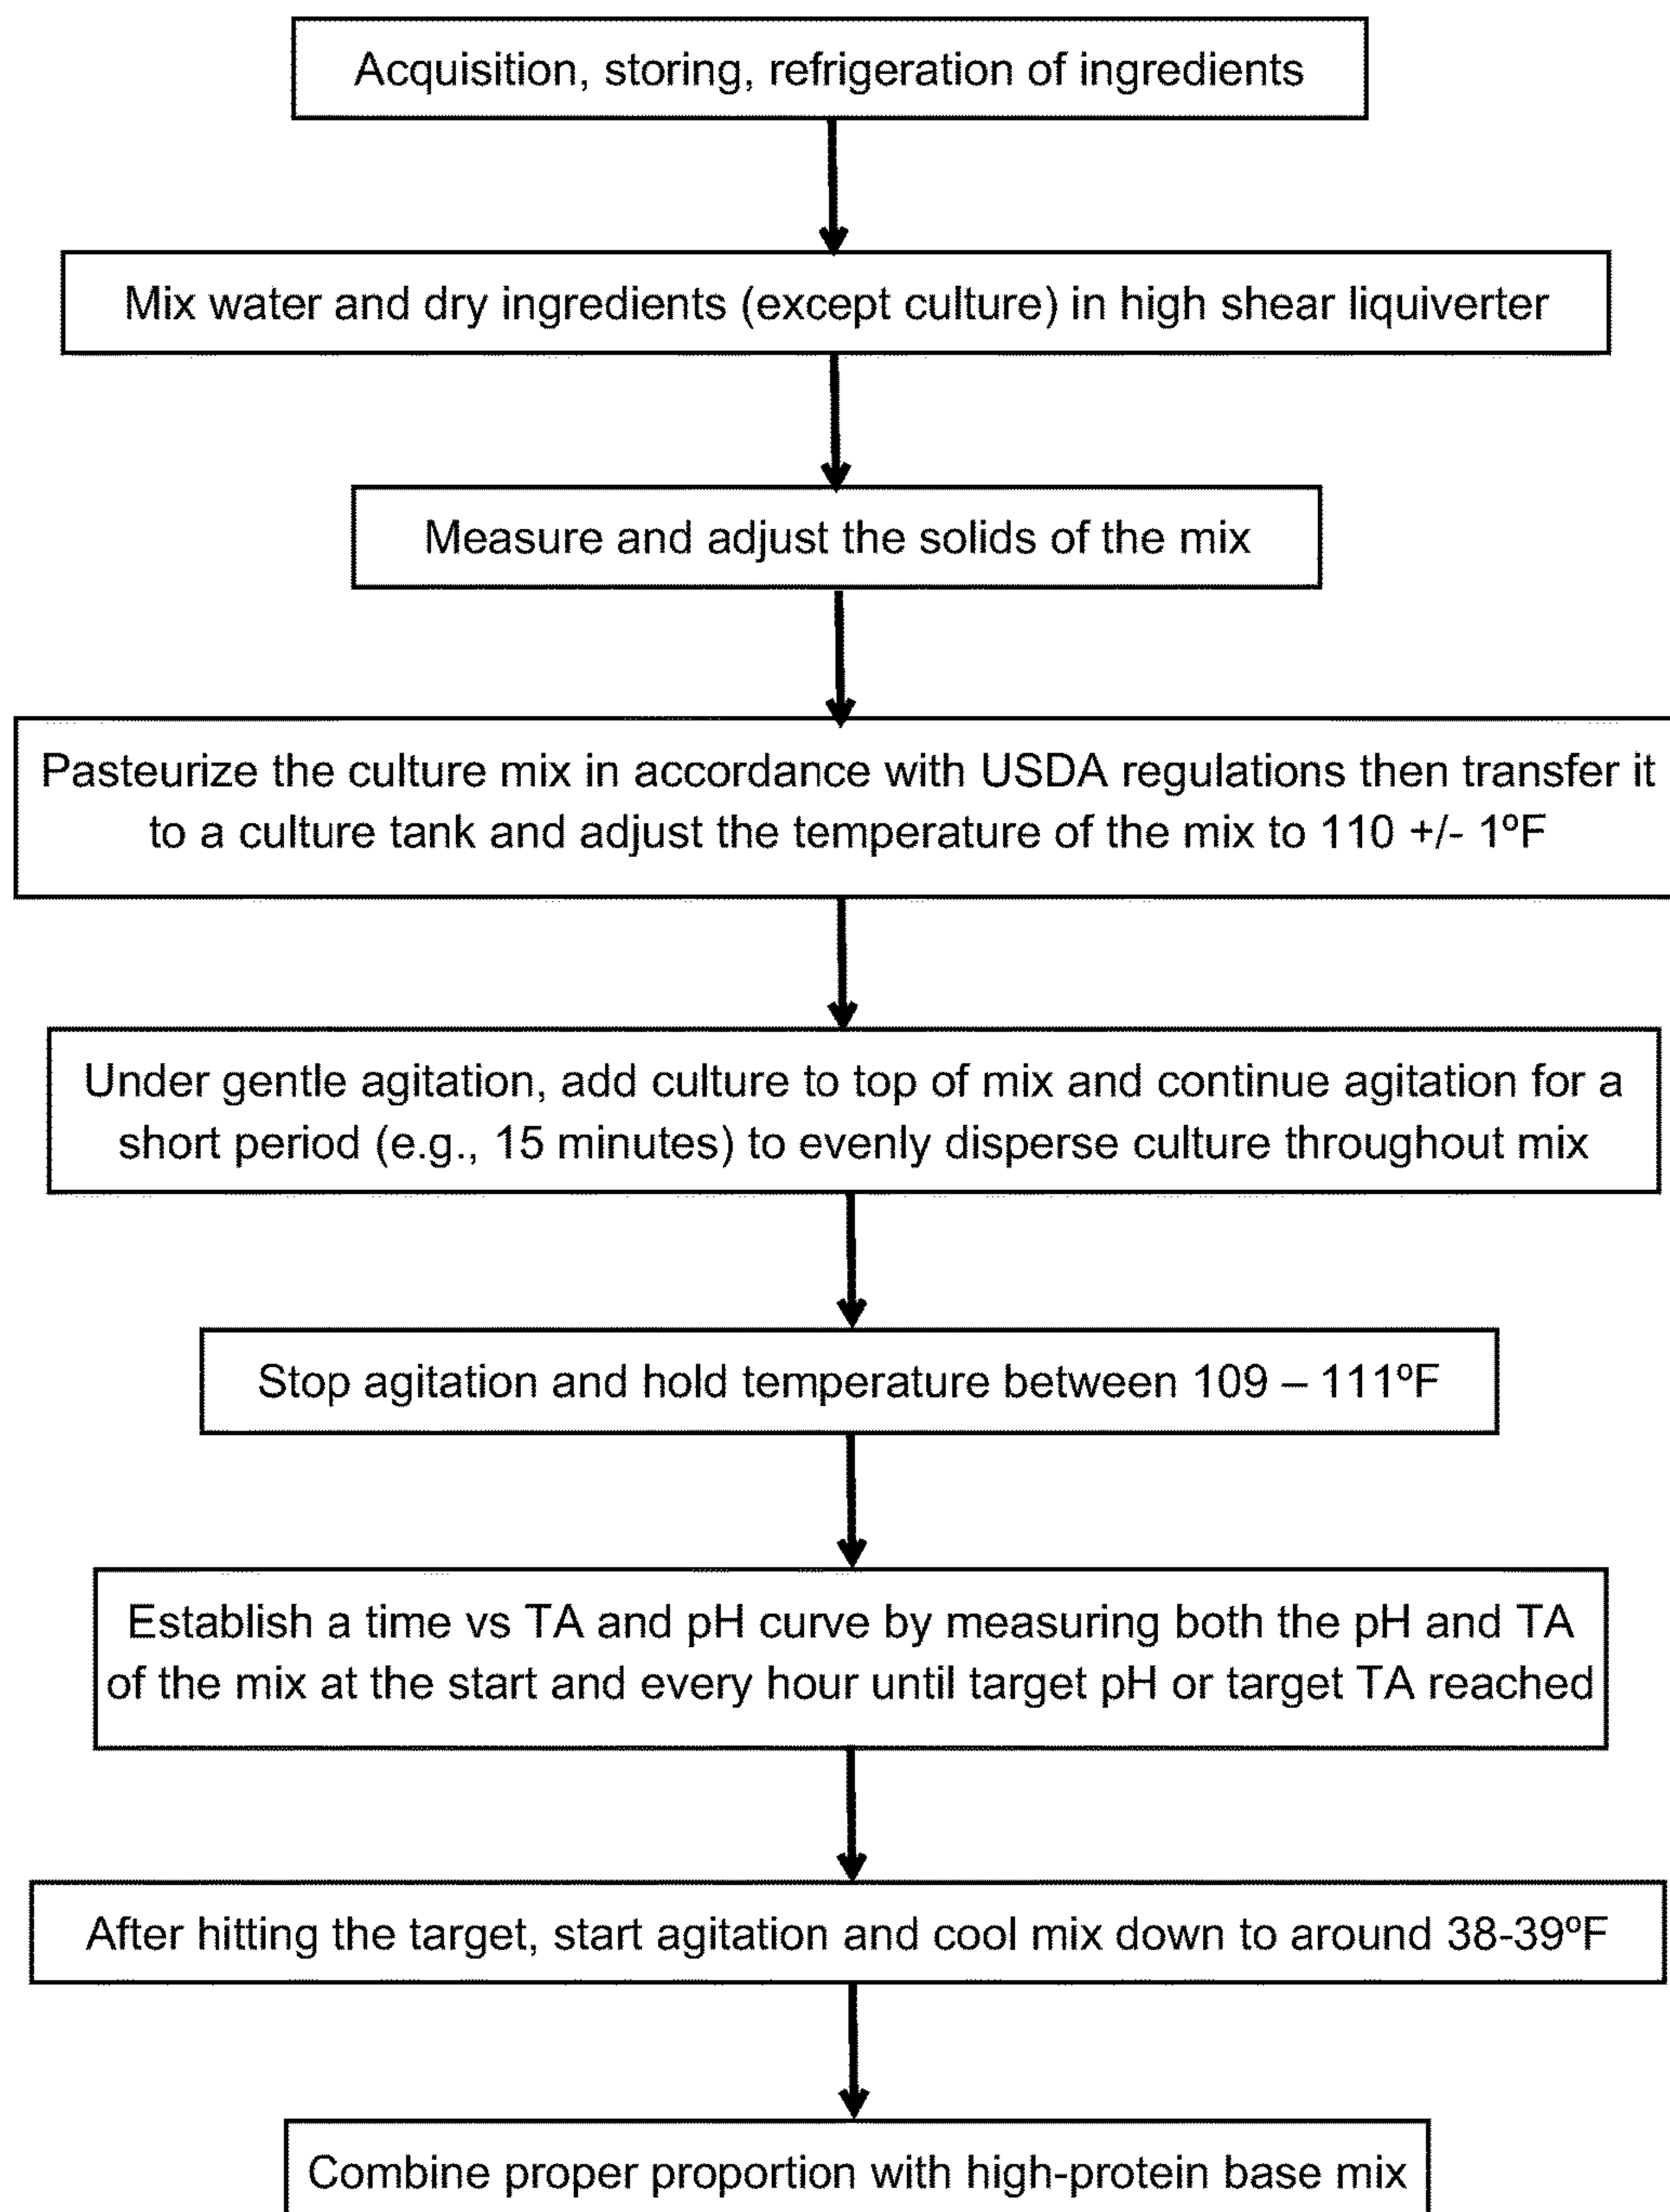 Acquisition, storing, refrigeration of ingredients
Mix water and dry ingredients (except culture) in high shear liquiverter
Measure and adjust the solids of the mix
Pasteurize the culture mix in accordance with USDA regulations then transfer it
to a culture tank and adjust the temperature of the mix to 110 +/- 1ºF
Under gentle agitation, add culture to top of mix and continue agitation for a
short period (e.g., 15 minutes) to evenly disperse culture throughout mix
Stop agitation and hold temperature between 109 – 111ºF
Establish a time vs TA and pH curve by measuring both the pH and TA
of the mix at the start and every hour until target pH or target TA reached
After hitting the target, start agitation and cool mix down to around 38-39ºF
Combine proper proportion with high-protein base mix